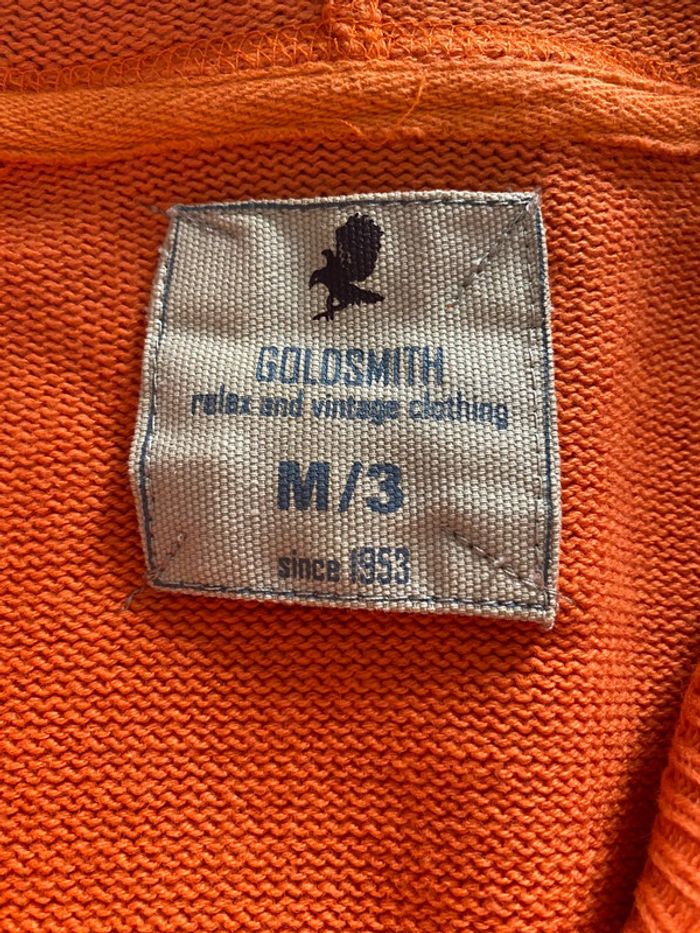 GOLDSMITH
relax and vintage clothing
M/3
since 1953